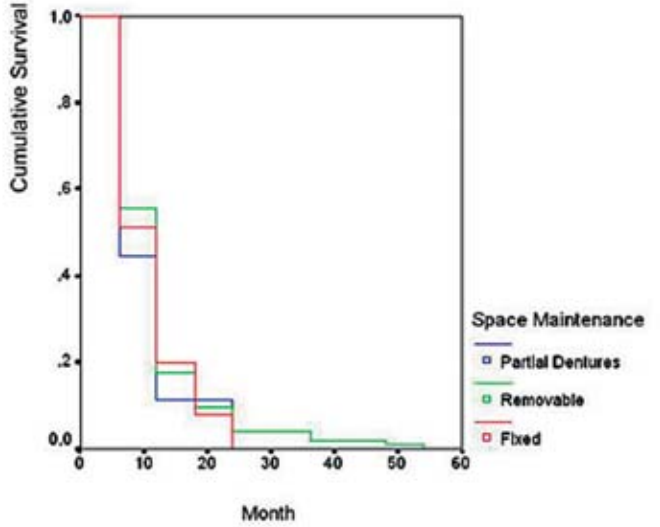 Cumulative Survival
1.0
.8
.6
.4
.2
0.0
0 10 20 30 40 50 60
Month
Space Maintenance
Partial Dentures
Removable
Fixed